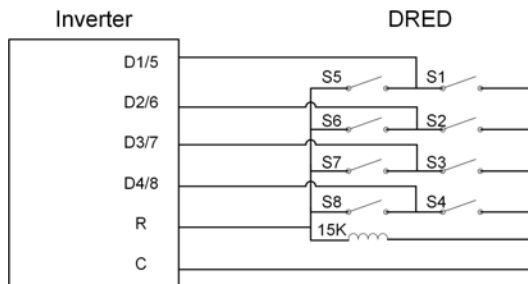 Inverter DRED
D1/5
S5 S1
D2/6
S6 S2
D3/7
S7 S3
D4/8
S8 S4
R
15K
C